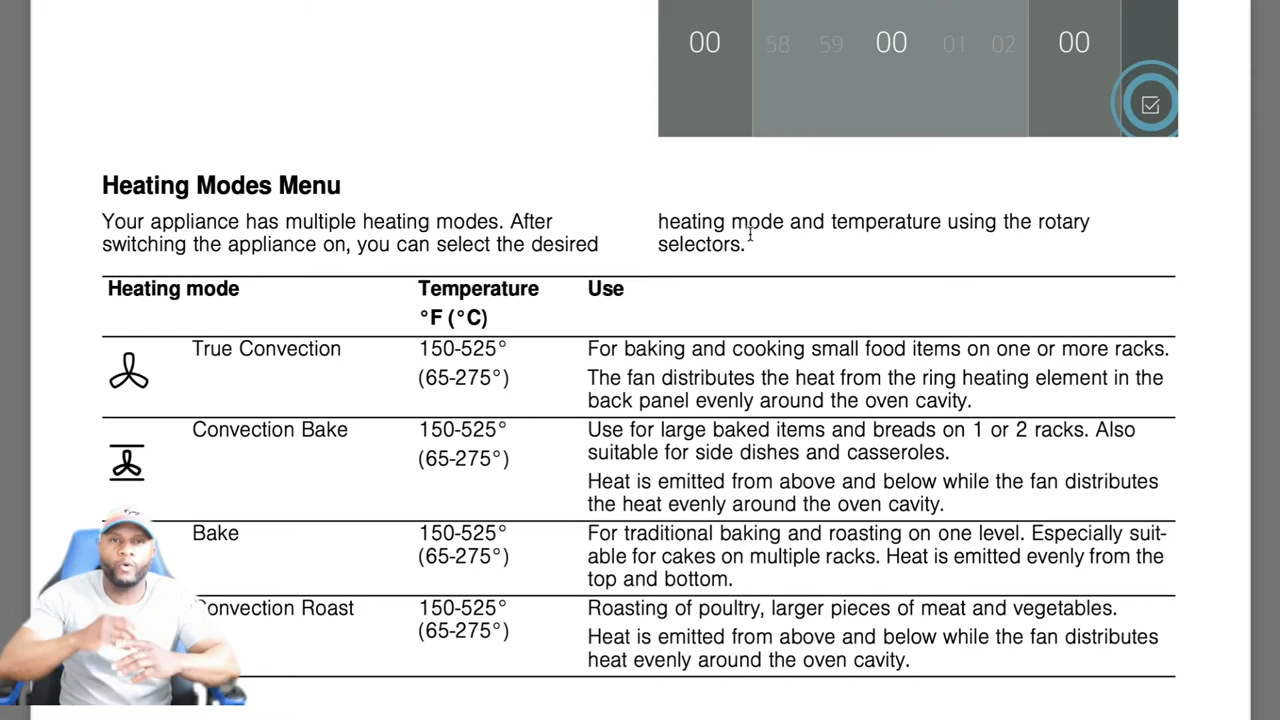 00 58 59 00 01 02 00
Heating Modes Menu
Your appliance has multiple heating modes. After
switching the appliance on, you can select the desired
heating mode and temperature using the rotary
selectors.
Heating mode Temperature Use
°F (°C)
True Convection 150-525° For baking and cooking small food items on one or more racks.
(65-275°) The fan distributes the heat from the ring heating element in the
back panel evenly around the oven cavity.
Convection Bake 150-525° Use for large baked items and breads on 1 or 2 racks. Also
(65-275°) suitable for side dishes and casseroles.
Heat is emitted from above and below while the fan distributes
the heat evenly around the oven cavity.
Bake 150-525° For traditional baking and roasting on one level. Especially suit-
(65-275°) able for cakes on multiple racks. Heat is emitted evenly from the
top and bottom.
Convection Roast 150-525° Roasting of poultry, larger pieces of meat and vegetables.
(65-275°) Heat is emitted from above and below while the fan distributes
heat evenly around the oven cavity.